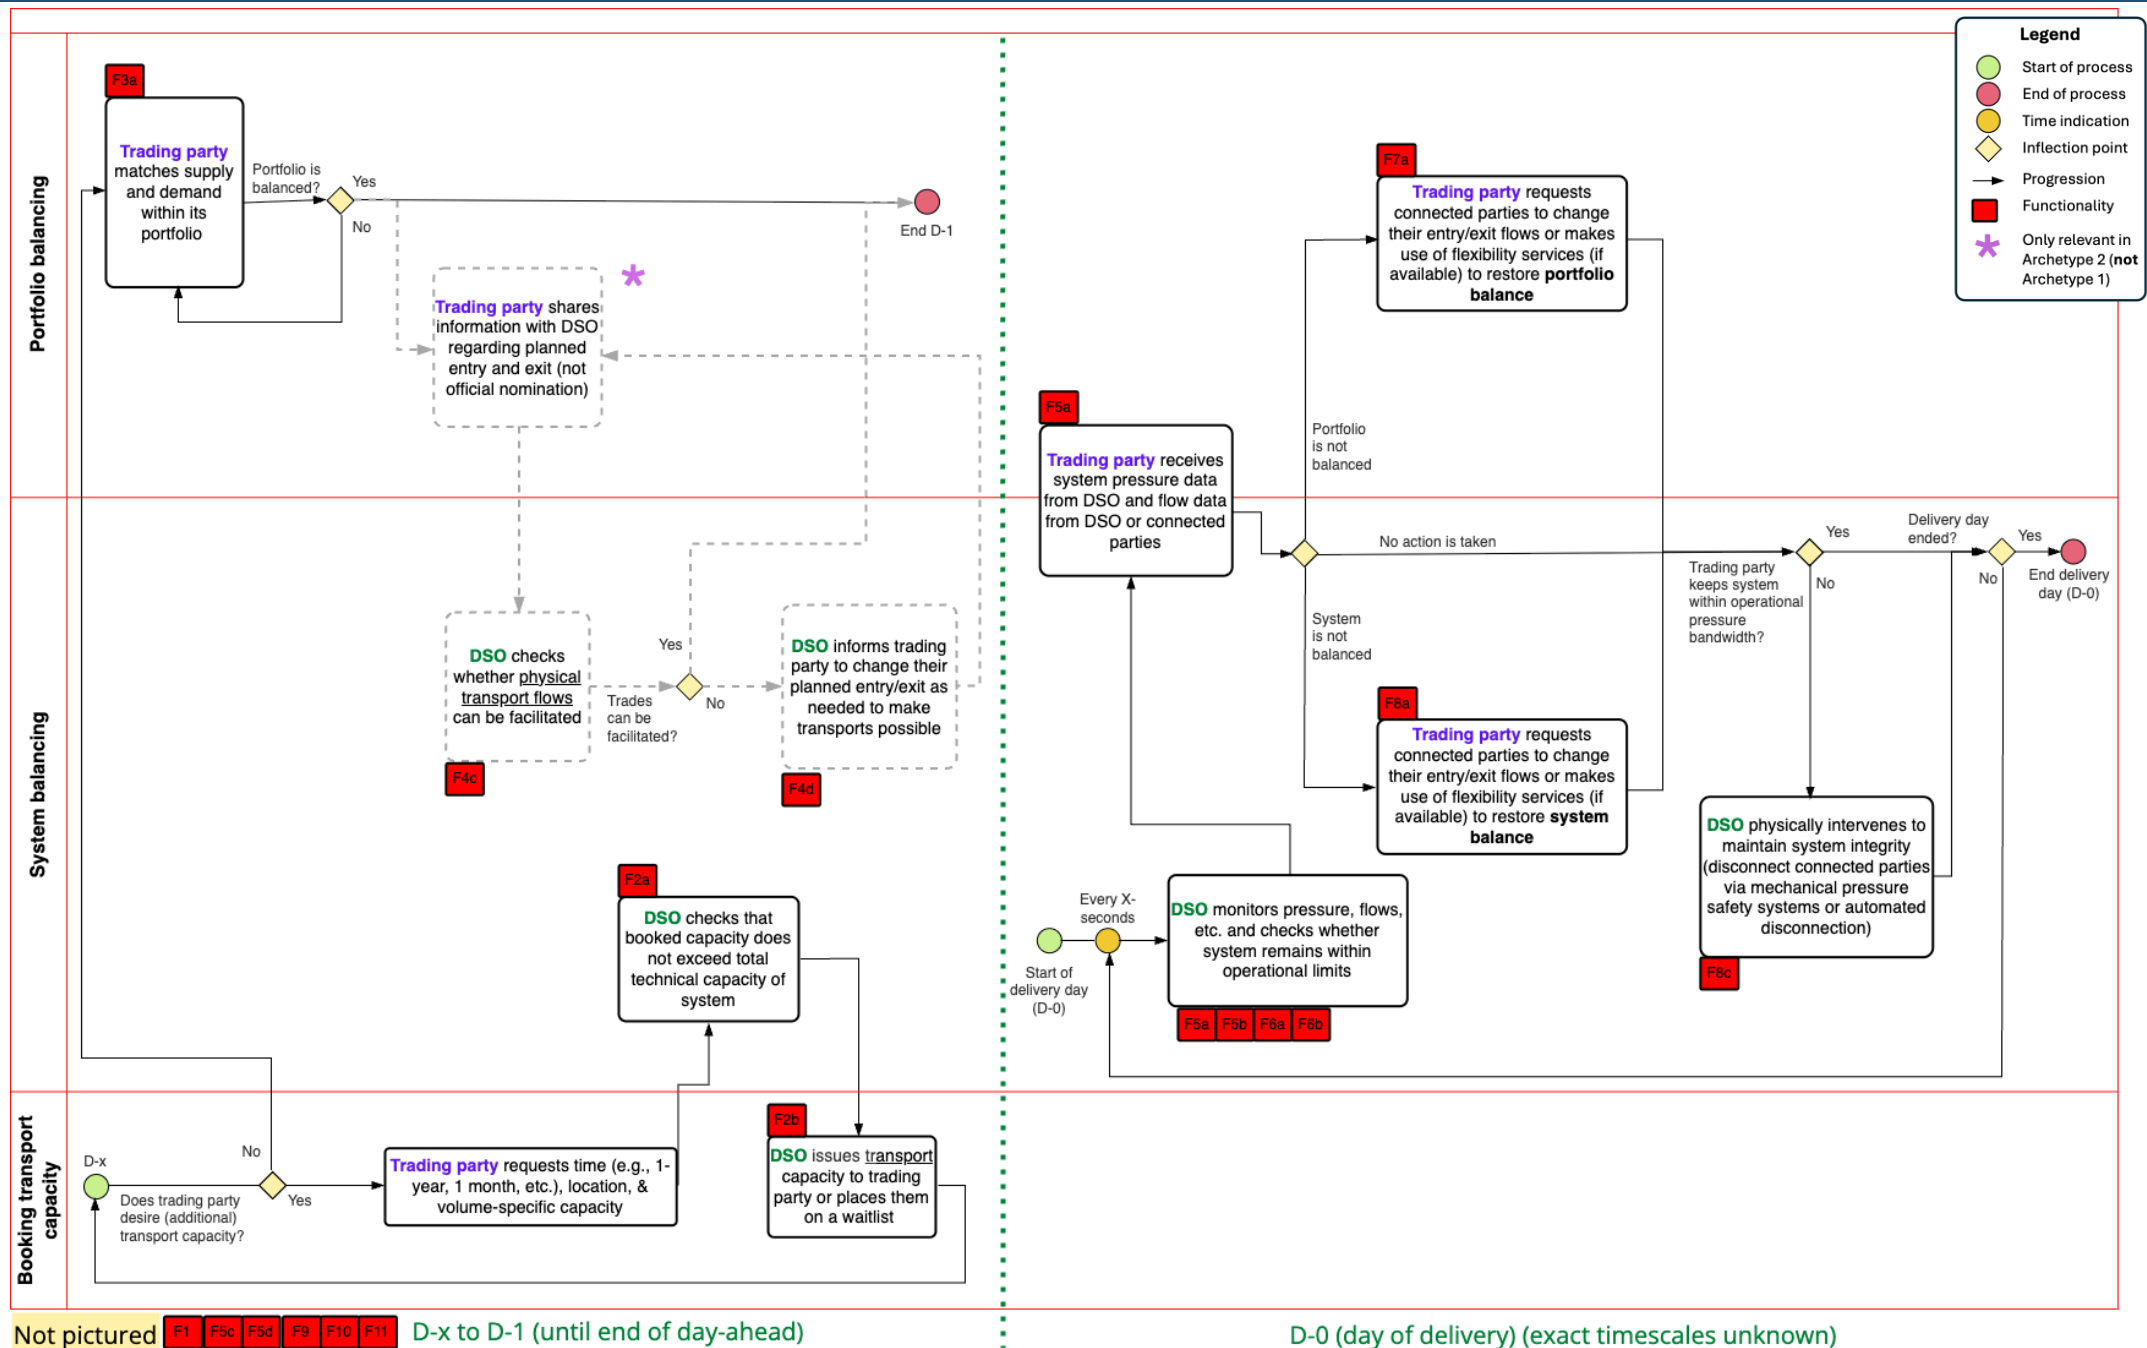 Legend
Start of process
End of process
Time indication
Inflection point
Progression
Functionality
Only relevant in
Archetype 2 (not
Archetype 1)
Portfolio balancing
F3a
Trading party
matches supply
and demand
within its
portfolio
Portfolio is
balanced?
Yes
No
End D-1
*
Trading party shares
information with DSO
regarding planned
entry and exit (not
official nomination)
F7a
Trading party requests
connected parties to change
their entry/exit flows or makes
use of flexibility services (if
available) to restore portfolio
balance
F5a
Trading party receives
system pressure data
from DSO and flow data
from DSO or connected
parties
Portfolio
is not
balanced
System balancing
DSO checks
whether physical
transport flows
can be facilitated
F4c
Trades
can be
facilitated?
Yes
No
DSO informs trading
party to change their
planned entry/exit as
needed to make
transports possible
F4d
F2a
DSO checks that
booked capacity does
not exceed total
technical capacity of
system
No action is taken
System
is not
balanced
F8a
Trading party requests
connected parties to change
their entry/exit flows or makes
use of flexibility services (if
available) to restore system
balance
Trading party
keeps system
within operational
pressure
bandwidth?
Yes
No
Delivery day
ended?
Yes
No
End delivery
day (D-0)
DSO physically intervenes to
maintain system integrity
(disconnect connected parties
via mechanical pressure
safety systems or automated
disconnection)
F8c
Start of
delivery day
(D-0)
Every X-
seconds
DSO monitors pressure, flows,
etc. and checks whether
system remains within
operational limits
F5a F5b F6a F6b
Booking transport
capacity
D-x
Does trading party
desire (additional)
transport capacity?
No
Yes
Trading party requests time (e.g., 1-
year, 1 month, etc.), location, &
volume-specific capacity
F2b
DSO issues transport
capacity to trading
party or places them
on a waitlist
Not pictured F1 F5c F5d F9 F10 F11
D-x to D-1 (until end of day-ahead)
D-0 (day of delivery) (exact timescales unknown)